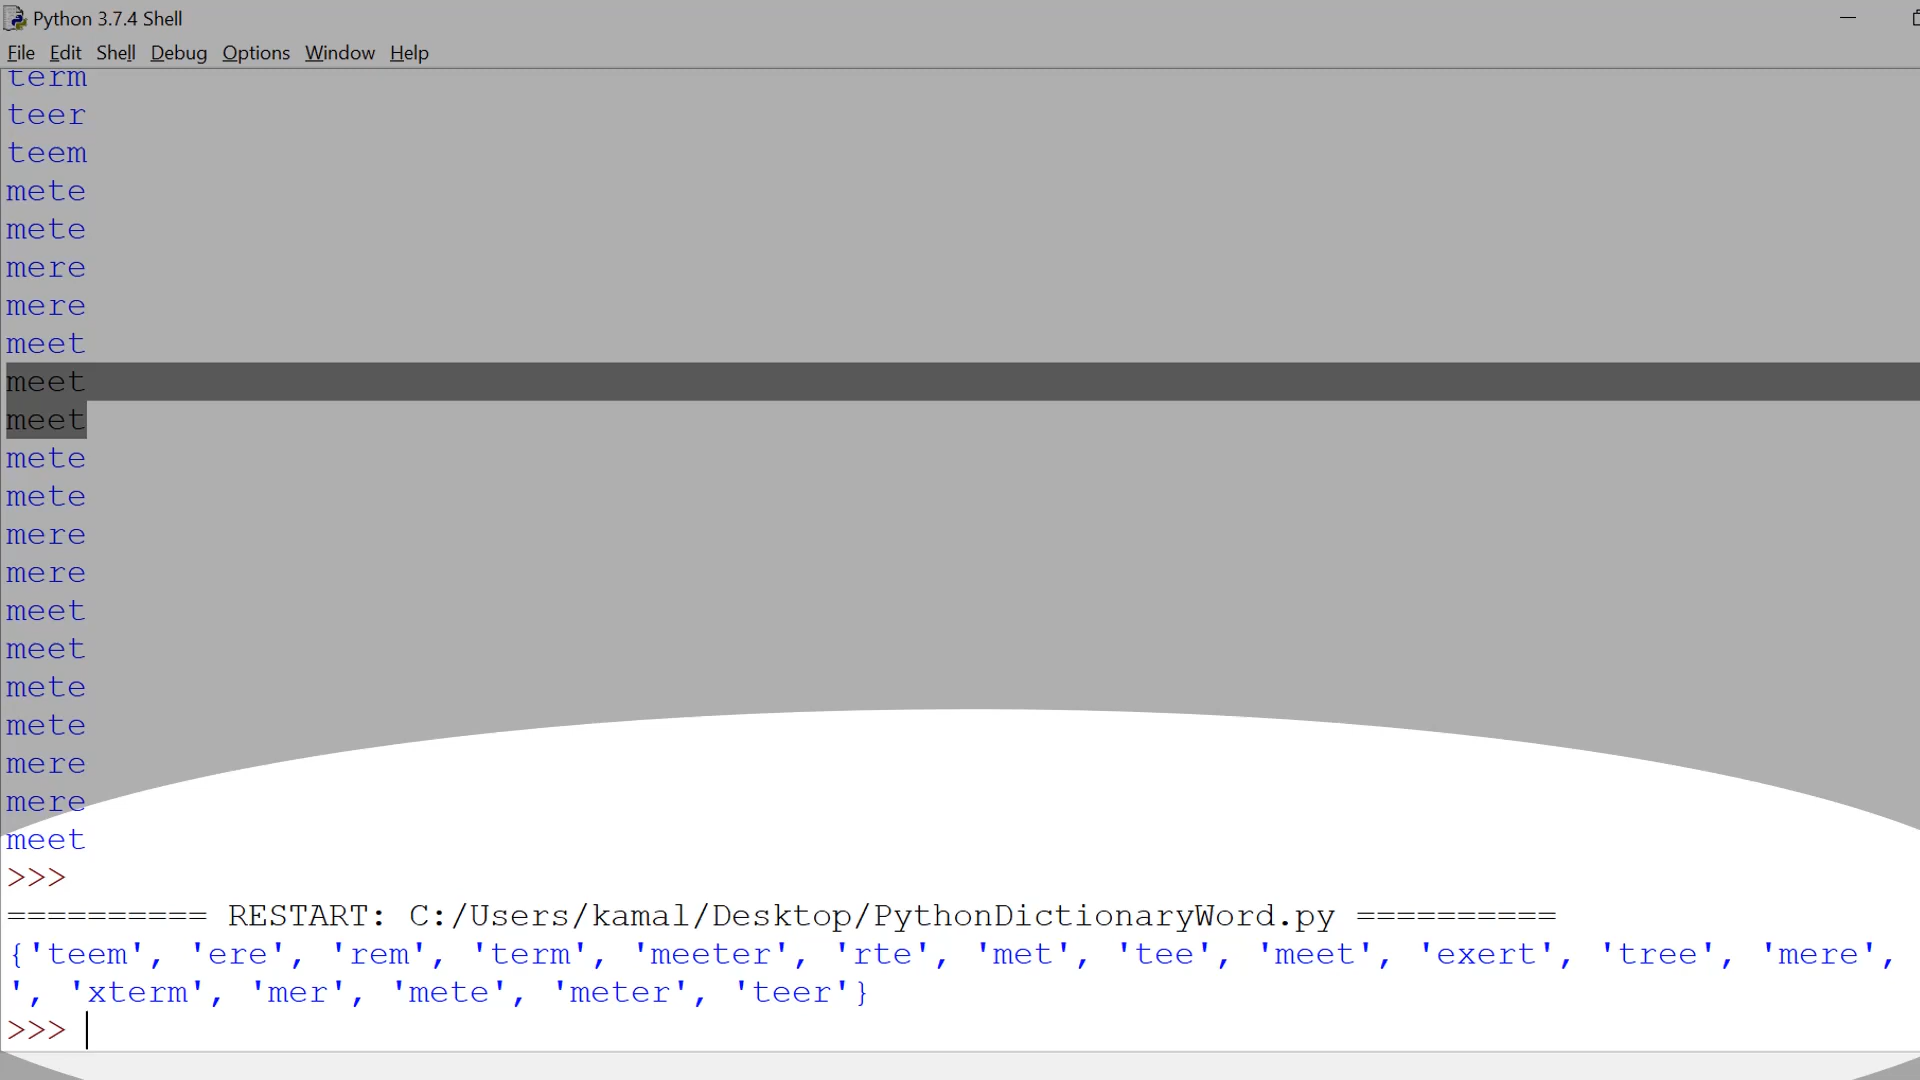 Python 3.7.4 Shell
File Edit Shell Debug Options Window Help
term
teer
teem
mete
mete
mere
mere
meet
meet
meet
mete
mete
mere
mere
meet
meet
mete
mete
mere
mere
meet
>>>
========== RESTART: C:/Users/kamal/Desktop/PythonDictionaryWord.py ==========
{'teem', 'ere', 'rem', 'term', 'meeter', 'rte', 'met', 'tee', 'meet', 'exert', 'tree', 'mere',
', 'xterm', 'mer', 'mete', 'meter', 'teer'}
>>>